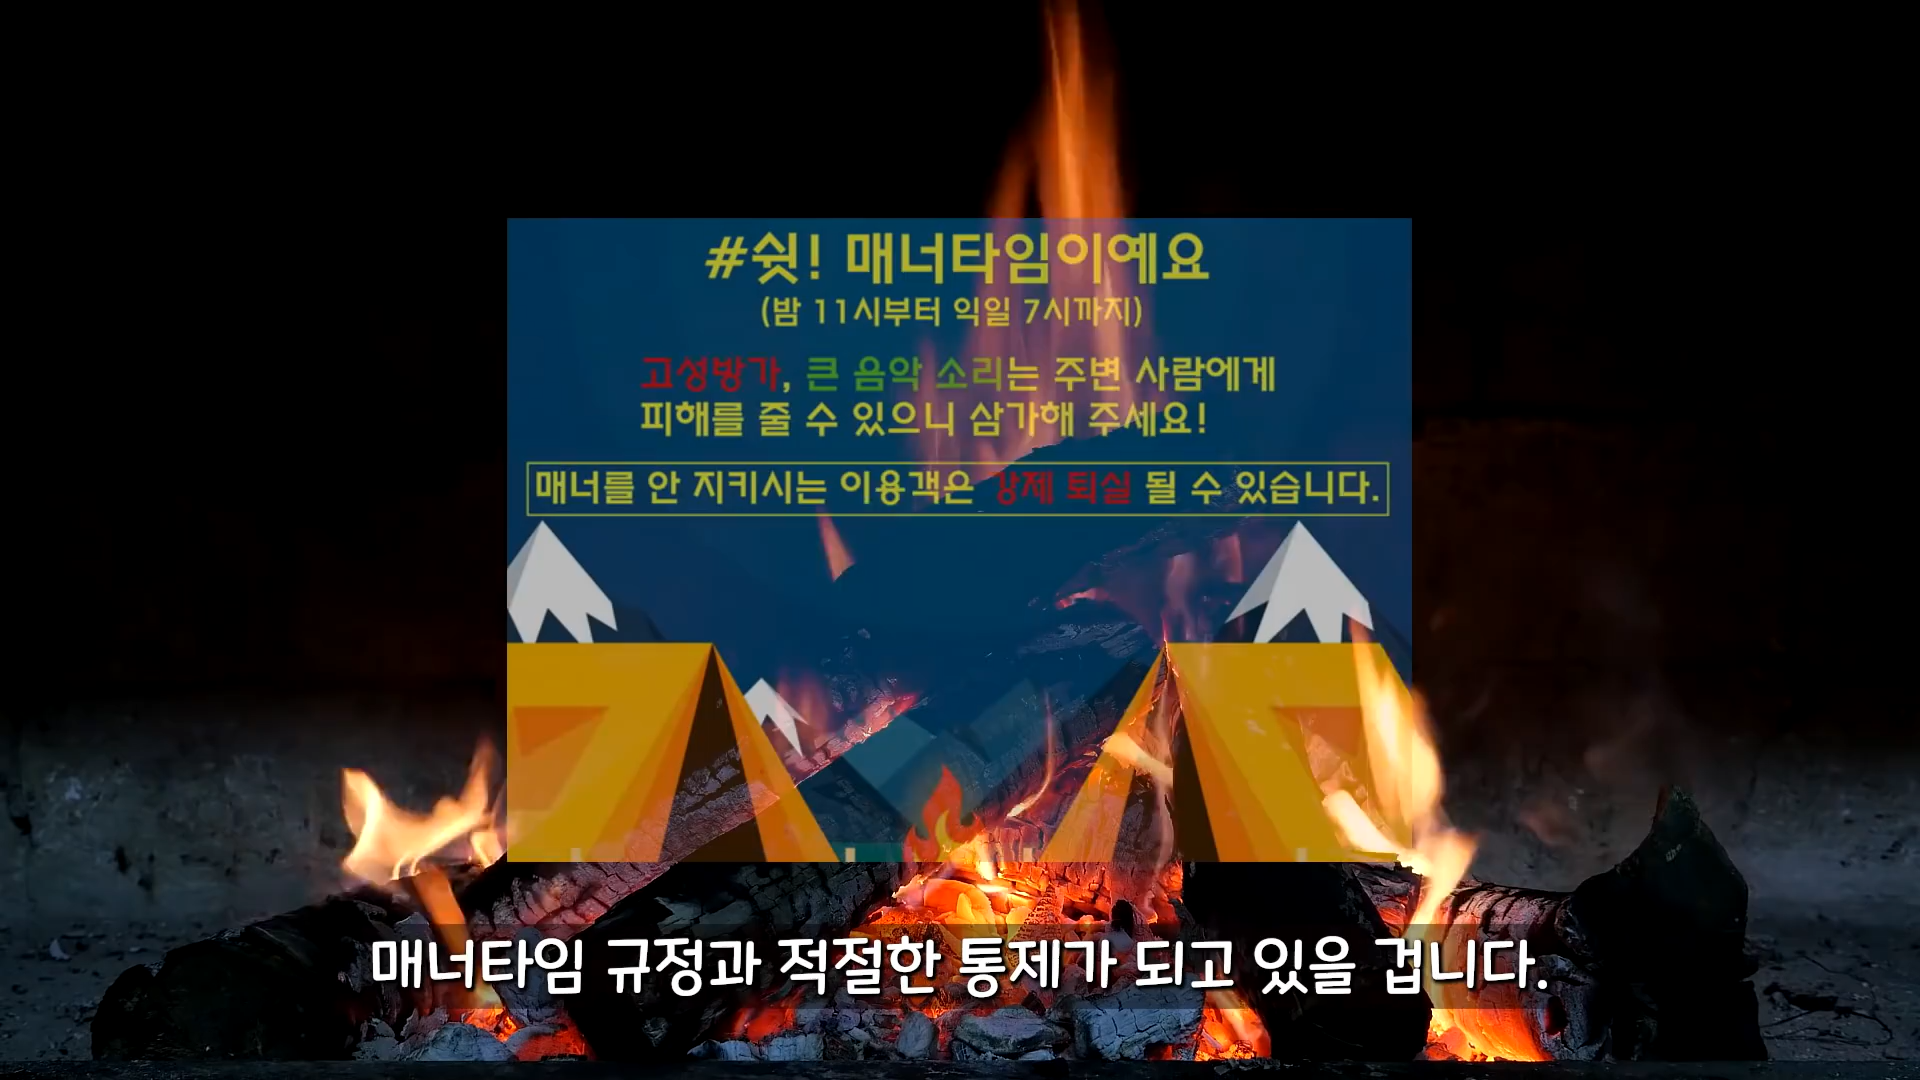 #쉿! 매너타임이예요
(밤 11시부터 익일 7시까지)
고성방가, 큰 음악 소리는 주변 사람에게
피해를 줄 수 있으니 삼가해 주세요!
매너를 안 지키시는 이용객은 강제 퇴실 될 수 있습니다.
매너타임 규정과 적절한 통제가 되고 있을 겁니다.